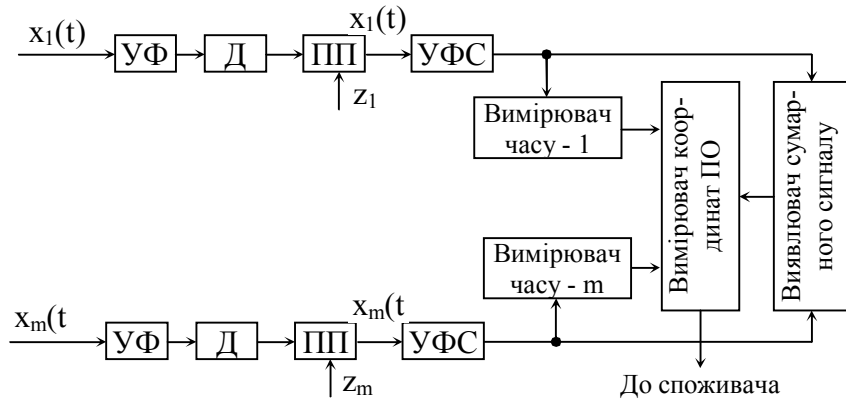 x1(t)
УФ
Д
ПП
x1(t)
УФС
z1
Вимірювач
часу - 1
Вимірювач коор-
динат ПО
Виявлювач сумар-
ного сигналу
Вимірювач
часу - m
xm(t
УФ
Д
ПП
xm(t
УФС
zm
До споживача